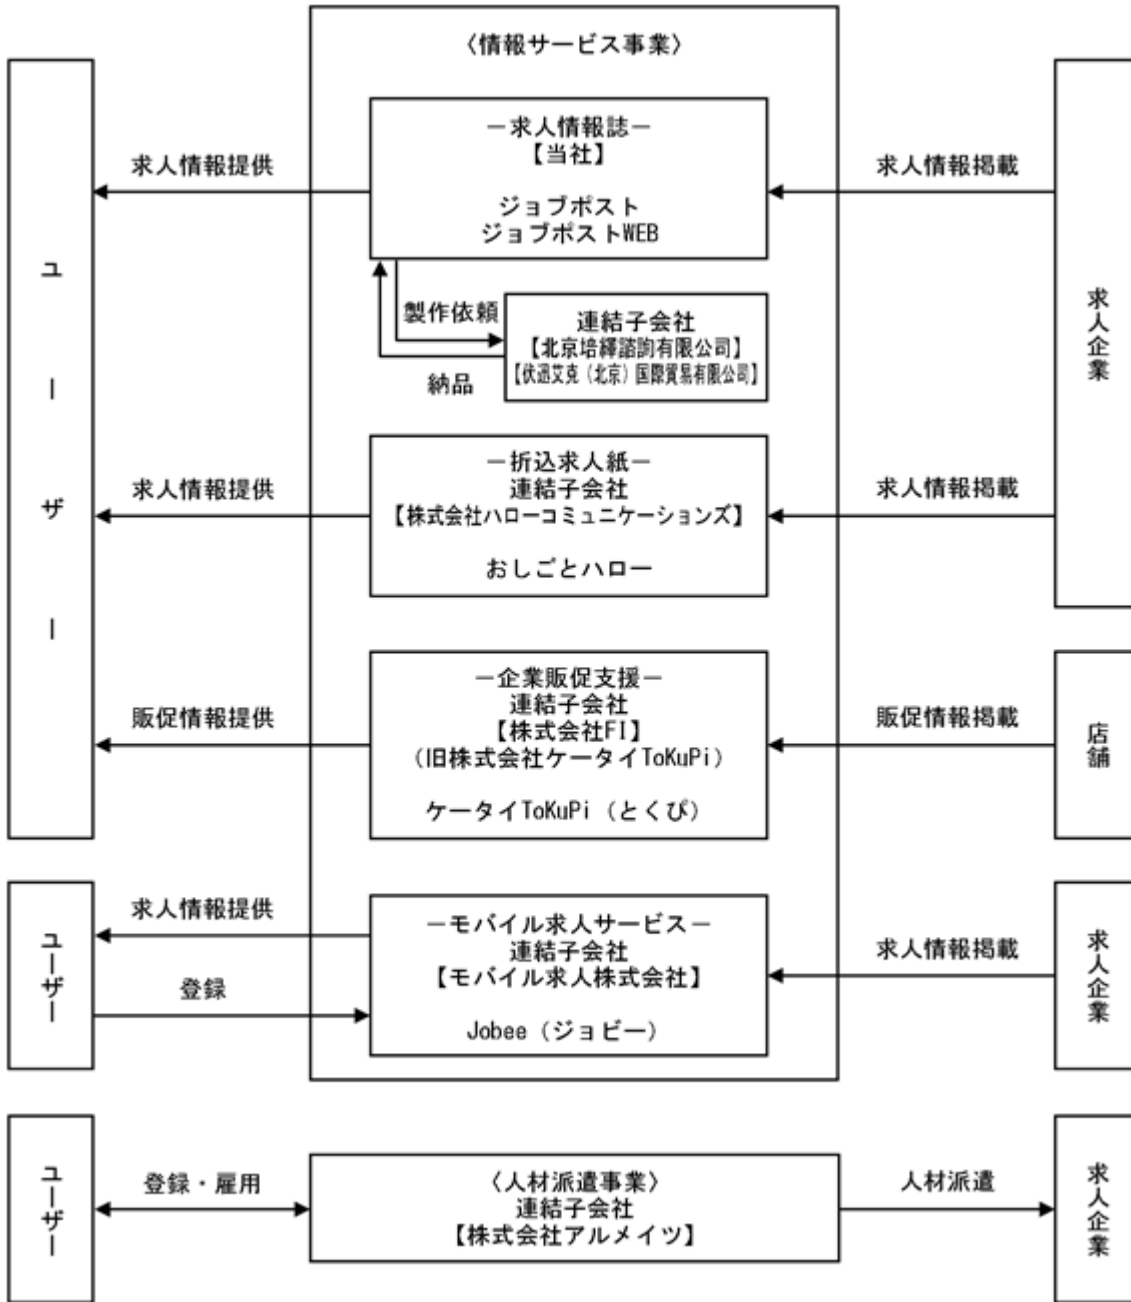 〈情報サービス事業〉
－求人情報誌－
【当社】
ジョブポスト
ジョブポストWEB
求人情報提供
求人情報掲載
製作依頼
納品
連結子会社
【北京培繹諮詢有限公司】
【伏迅艾克（北京）国際貿易有限公司】
－折込求人紙－
連結子会社
【株式会社ハローコミュニケーションズ】
おしごとハロー
求人情報提供
求人情報掲載
ユーザー
求人企業
－企業販促支援－
連結子会社
【株式会社FI】
（旧株式会社ケータイToKuPi）
ケータイToKuPi（とくぴ）
販促情報提供
販促情報掲載
店舗
－モバイル求人サービス－
連結子会社
【モバイル求人株式会社】
Jobee（ジョビー）
求人情報提供
登録
求人情報掲載
ユーザー
求人企業
〈人材派遣事業〉
連結子会社
【株式会社アルメイツ】
登録・雇用
人材派遣
ユーザー
求人企業